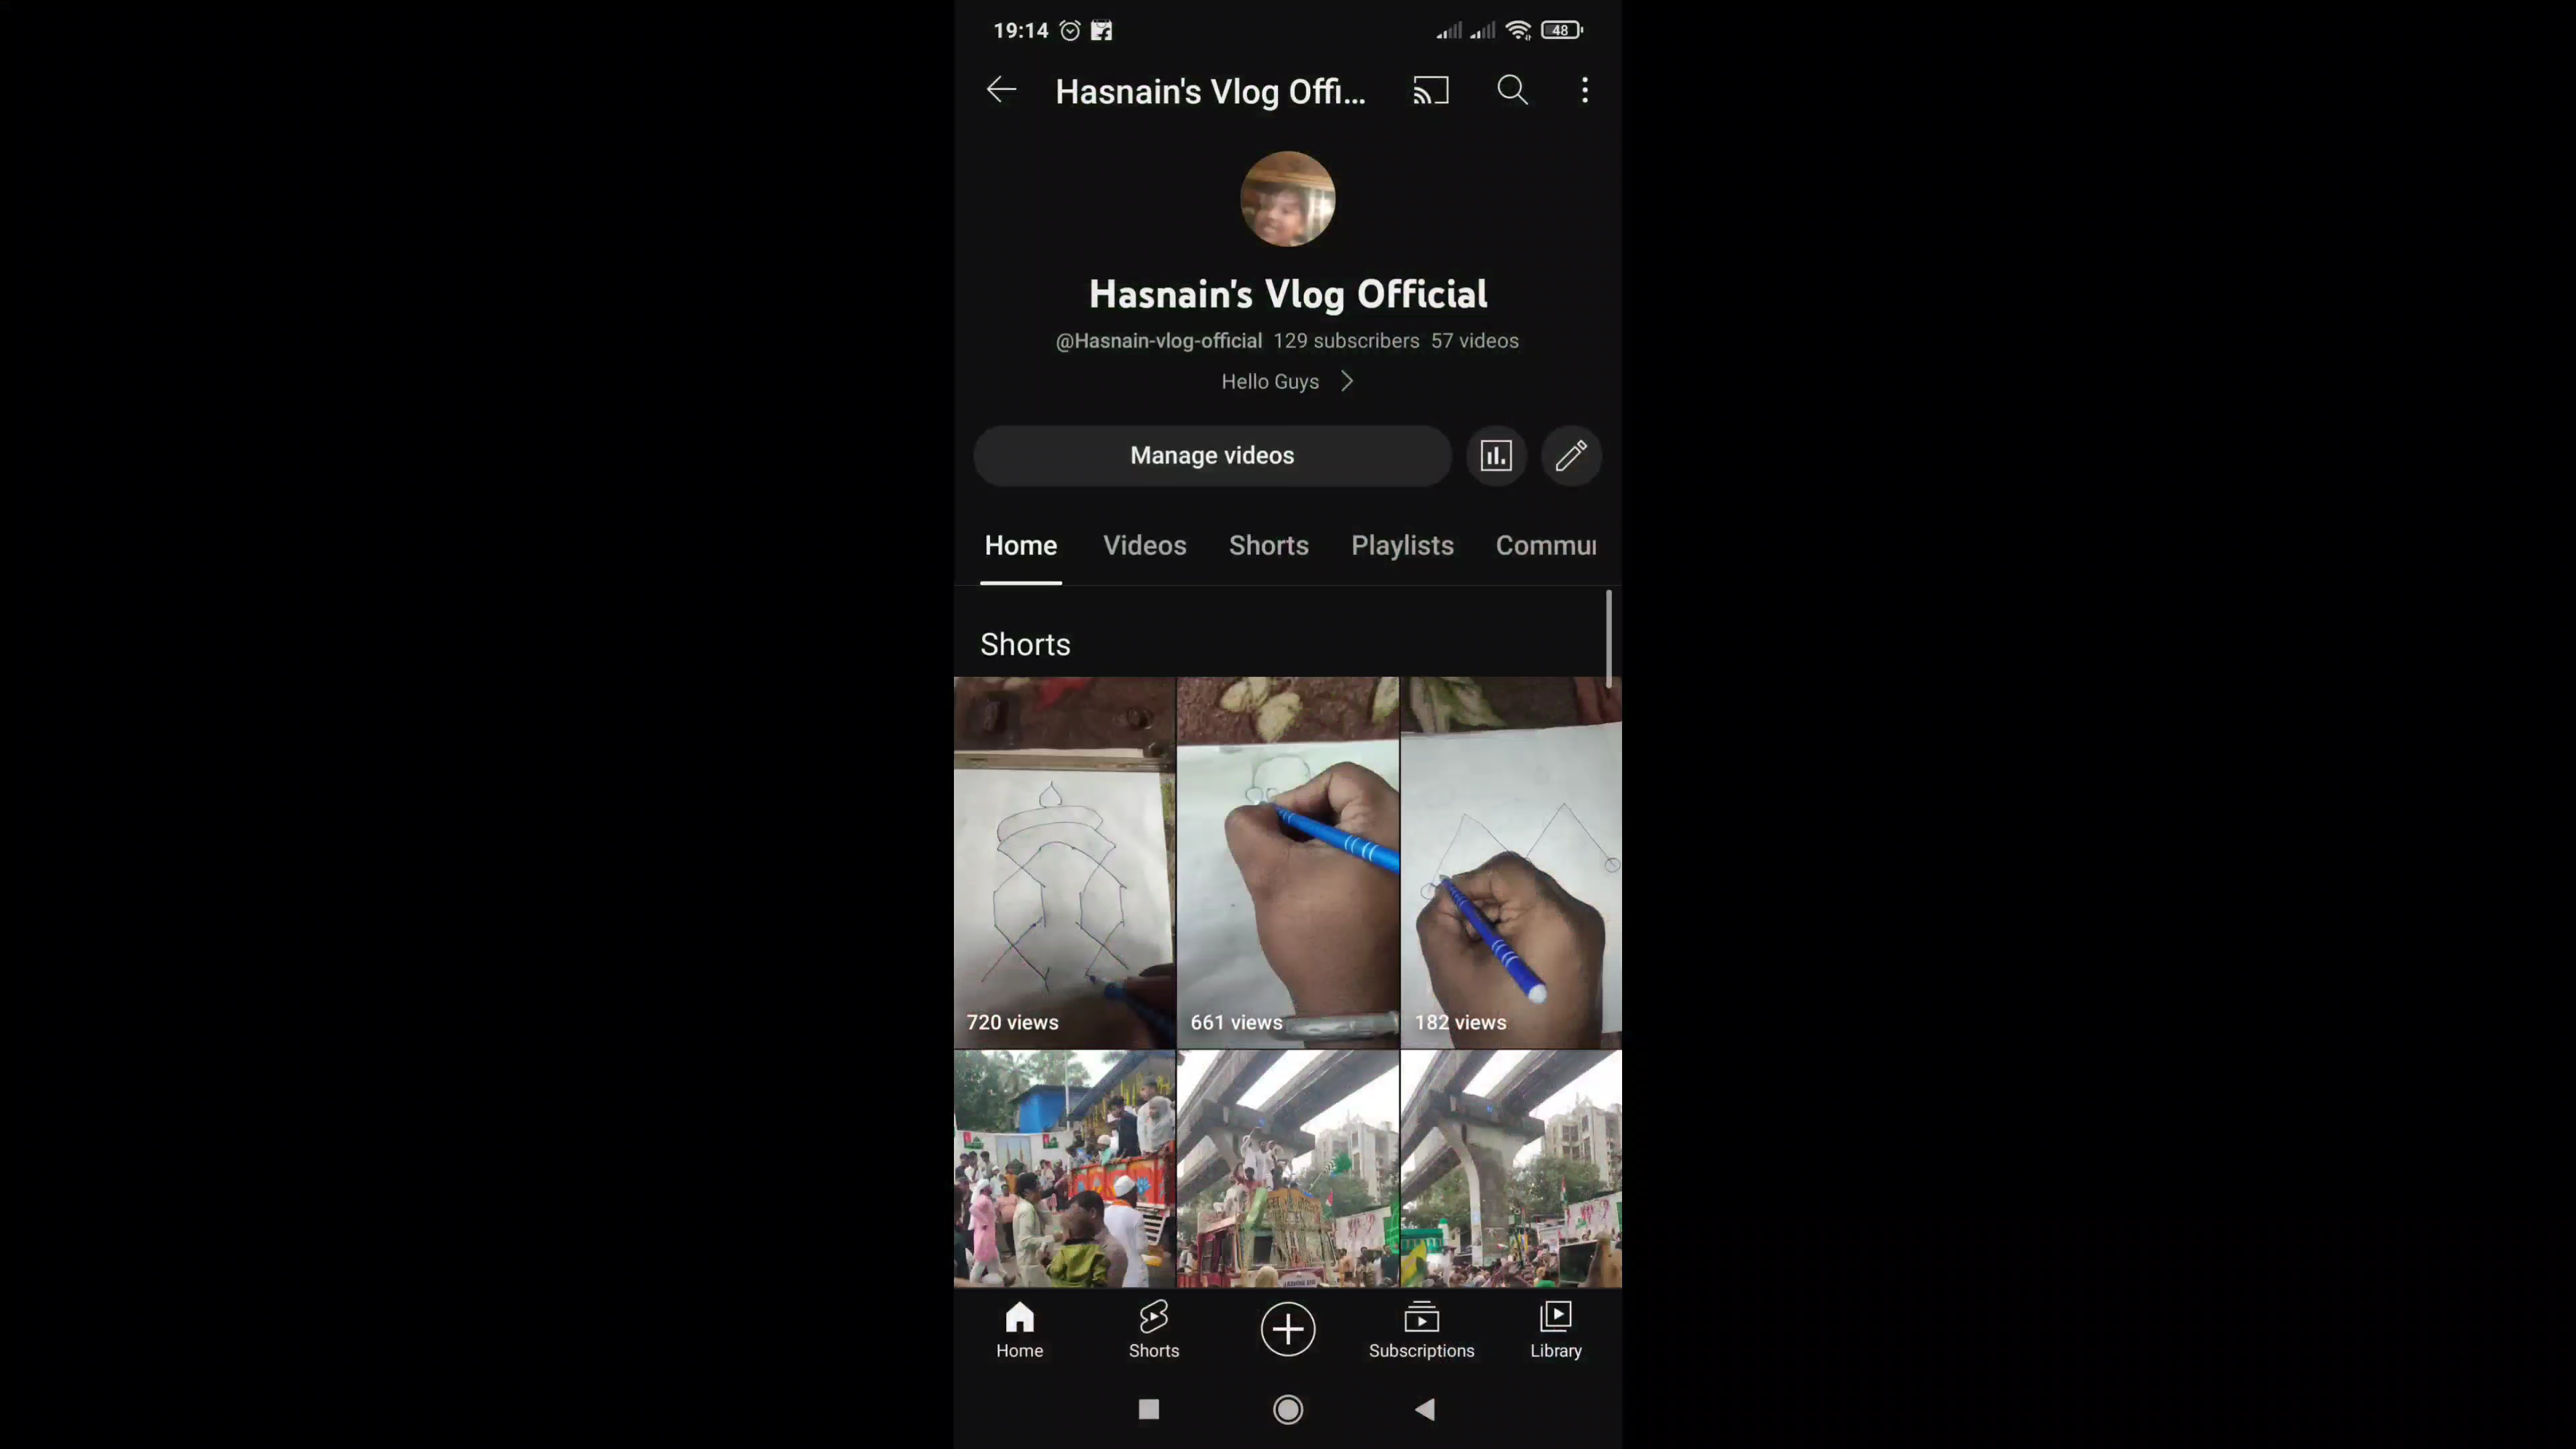 19:14
48
Hasnain's Vlog Offi...
Hasnain's Vlog Official
@Hasnain-vlog-official 129 subscribers 57 videos
Hello Guys
Manage videos
Home Videos Shorts Playlists Commu
Shorts
720 views 661 views 182 views
Home Shorts Subscriptions Library